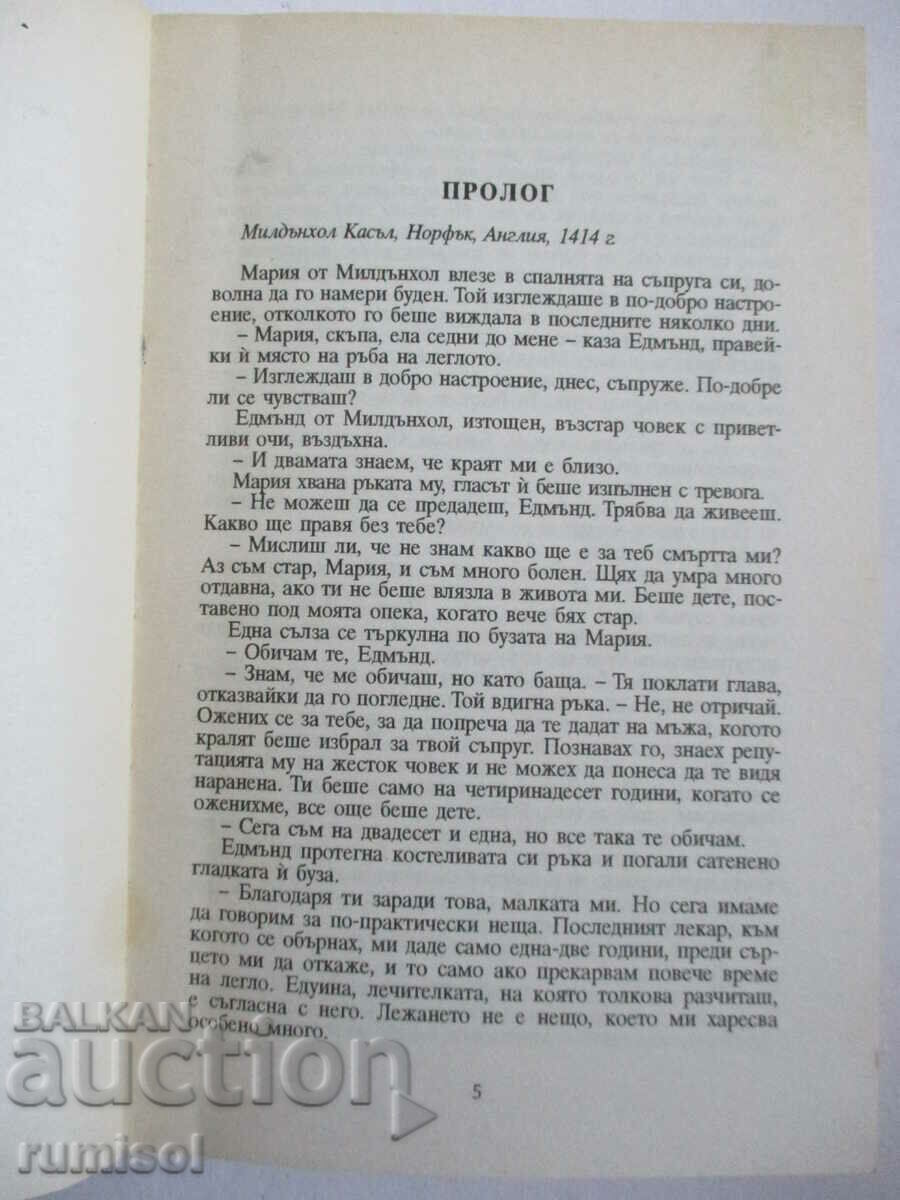 ПРОЛОГ
Милдънхол Касъл, Норфък, Англия, 1414 г.
Мария от Милдънхол влезе в спалнята на съпруга си, до-
волна да го намери буден. Той изглеждаше в по-добро настро-
ение, отколкото го беше виждала в последните няколко дни.
– Мария, скъпа, ела седни до мене – каза Едмънд, правей-
ки ѝ място на ръба на леглото.
– Изглеждаш в добро настроение, днес, съпруже. По-добре
ли се чувстваш?
Едмънд от Милдънхол, изтощен, възстар човек с привет-
ливи очи, въздъхна.
– И двамата знаем, че краят ми е близо.
Мария хвана ръката му, гласът ѝ беше изпълнен с тревога.
– Не можеш да се предадеш, Едмънд. Трябва да живееш.
Какво ще правя без тебе?
– Мислиш ли, че не знам какво ще е за теб смъртта ми?
Аз съм стар, Мария, и съм много болен. Щях да умра много
отдавна, ако ти не беше влязла в живота ми. Беше дете, пос-
тавено под моята опека, когато вече бях стар.
Една сълза се търкулна по бузата на Мария.
– Обичам те, Едмънд.
– Знам, че ме обичаш, но като баща. – Тя поклати глава,
отказвайки да го погледне. Той вдигна ръка. – Не, не отричай.
Ожених се за тебе, за да попреча да те дадат на мъжа, когото
кралят беше избрал за твой съпруг. Познавах го, знаех репу-
тацията му на жесток човек и не можех да понеса да те видя
наранена. Ти беше само на четиринадесет години, когато се
оженихме, все още беше дете.
– Сега съм на двадесет и една, но все така те обичам.
Едмънд протегна костеливата си ръка и погали сатенено
гладката ѝ буза.
– Благодаря ти заради това, малката ми. Но сега имаме
да говорим за по-практически неща. Последният лекар, към
когото се обърнах, ми даде само една-две години, преди сър-
цето ми да откаже, и то само ако прекарвам повече време
на легло. Едуина, лечителката, на която толкова разчиташ,
е съгласна с него. Лежането не е нещо, което ми харесва
особено много.
5
BALKAN
auction
rumisol